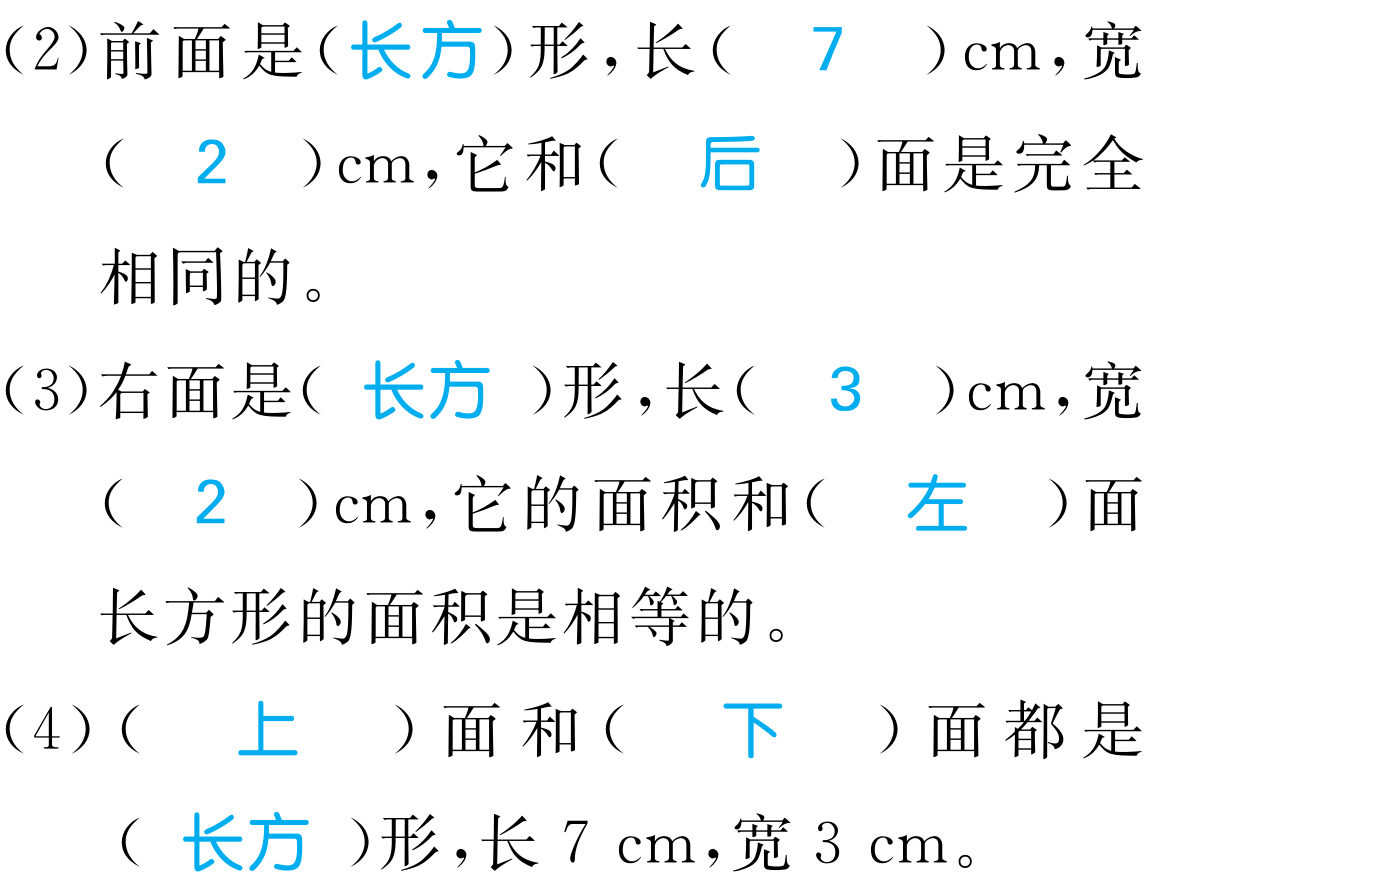 (2)前面是(长方)形,长( 7 )cm,宽
( 2 )cm,它和( 后 )面是完全
相同的。
(3)右面是( 长方 )形,长( 3 )cm,宽
( 2 )cm,它的面积和( 左 )面
长方形的面积是相等的。
(4)( 上 )面和( 下 )面都是
( 长方 )形,长 7 cm,宽 3 cm。